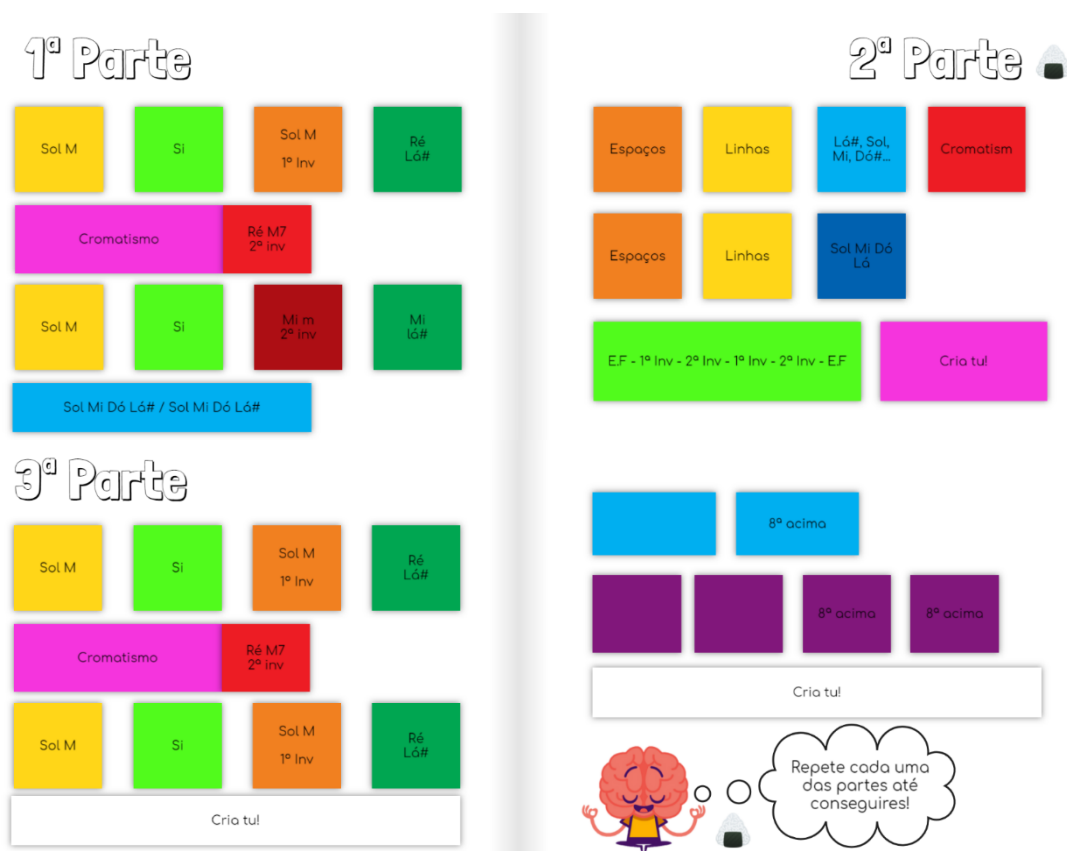 1ª Parte
Sol M
Si
Sol M
1º Inv
Ré
Lá#
Cromatismo
Ré M7
2ª inv
Sol M
Si
Mi m
2º inv
Mi
lá#
Sol Mi Dó Lá# / Sol Mi Dó Lá#
2ª Parte
Espaços
Linhas
Lá#, Sol,
Mi, Dó#...
Cromatism
Espaços
Linhas
Sol Mi Dó
Lá
E.F - 1º Inv - 2º Inv - 1º Inv - 2º Inv - E.F
Cria tu!
3ª Parte
Sol M
Si
Sol M
1º Inv
Ré
Lá#
Cromatismo
Ré M7
2ª inv
Sol M
Si
Sol M
1º Inv
Ré
Lá#
Cria tu!
8ª acima
8ª acima
8ª acima
Cria tu!
Repete cada uma
das partes até
conseguires!